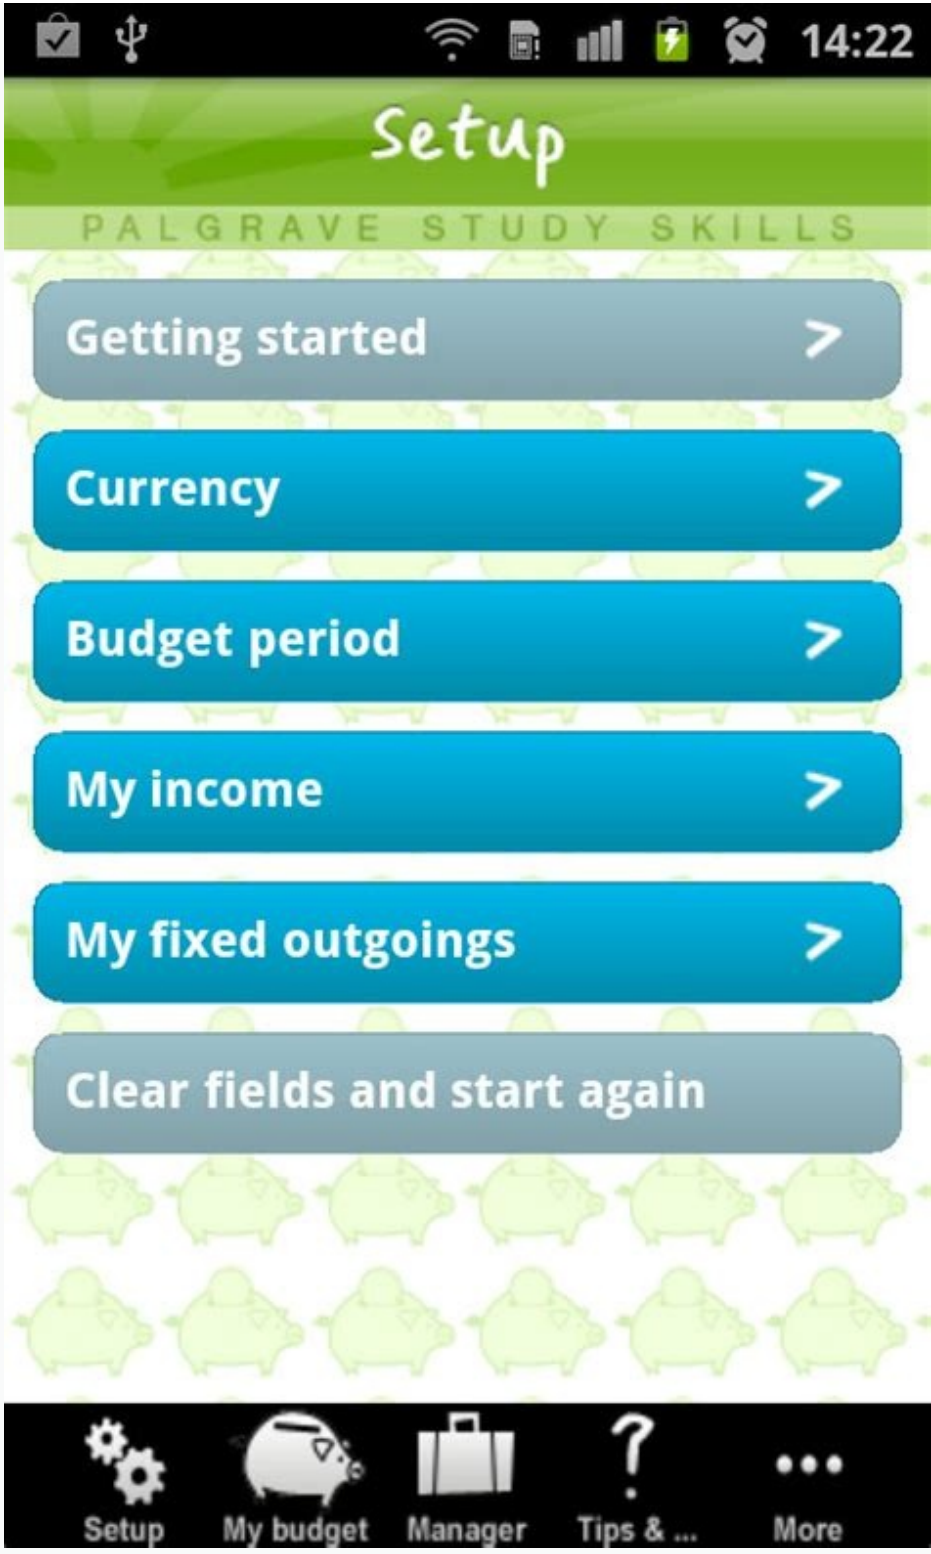 14:22
Setup
PALGRAVE STUDY SKILLS
Getting started >
Currency >
Budget period >
My income >
My fixed outgoings >
Clear fields and start again
Setup My budget Manager Tips & ... More